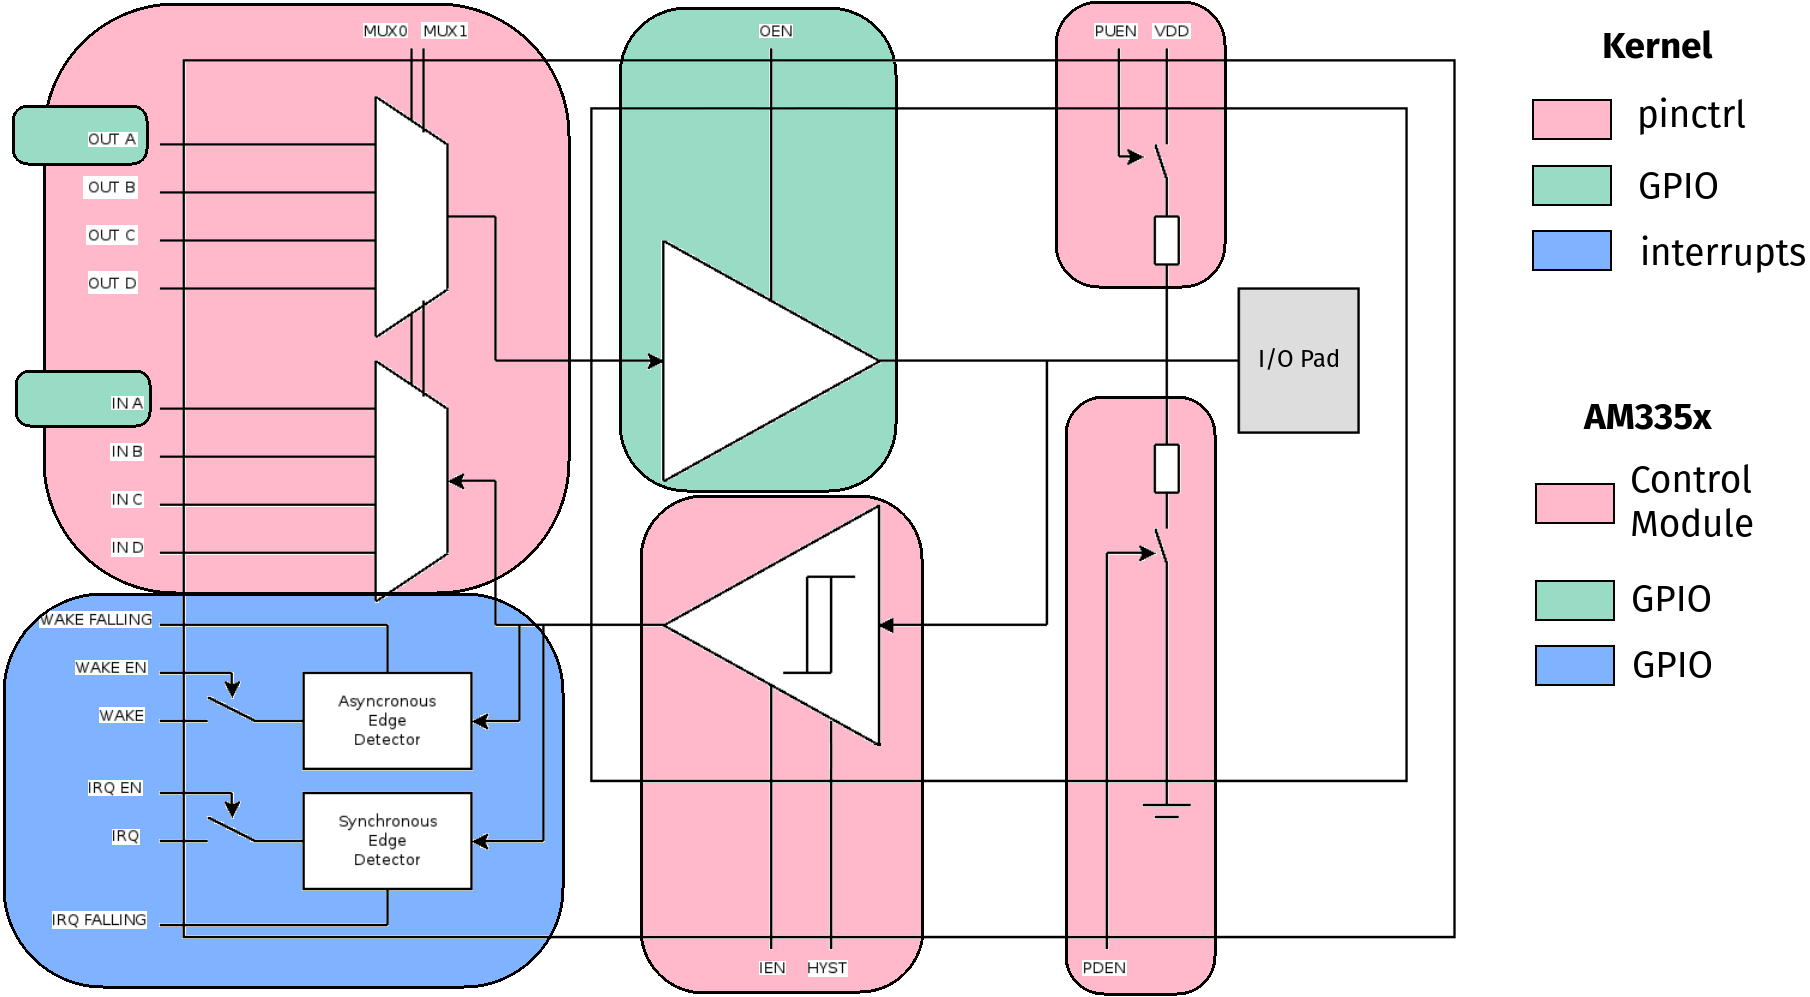 MUX0 MUX1
OEN
PUEN VDD
Kernel
pinctrl
GPIO
interrupts
OUT A
OUT B
OUT C
OUT D
IN A
IN B
IN C
IN D
I/O Pad
AM335x
Control
Module
GPIO
GPIO
WAKE FALLING
WAKE EN
WAKE
Asyncronous
Edge
Detector
IRQ EN
IRQ
Synchronous
Edge
Detector
IRQ FALLING
IEN HYST
PDEN